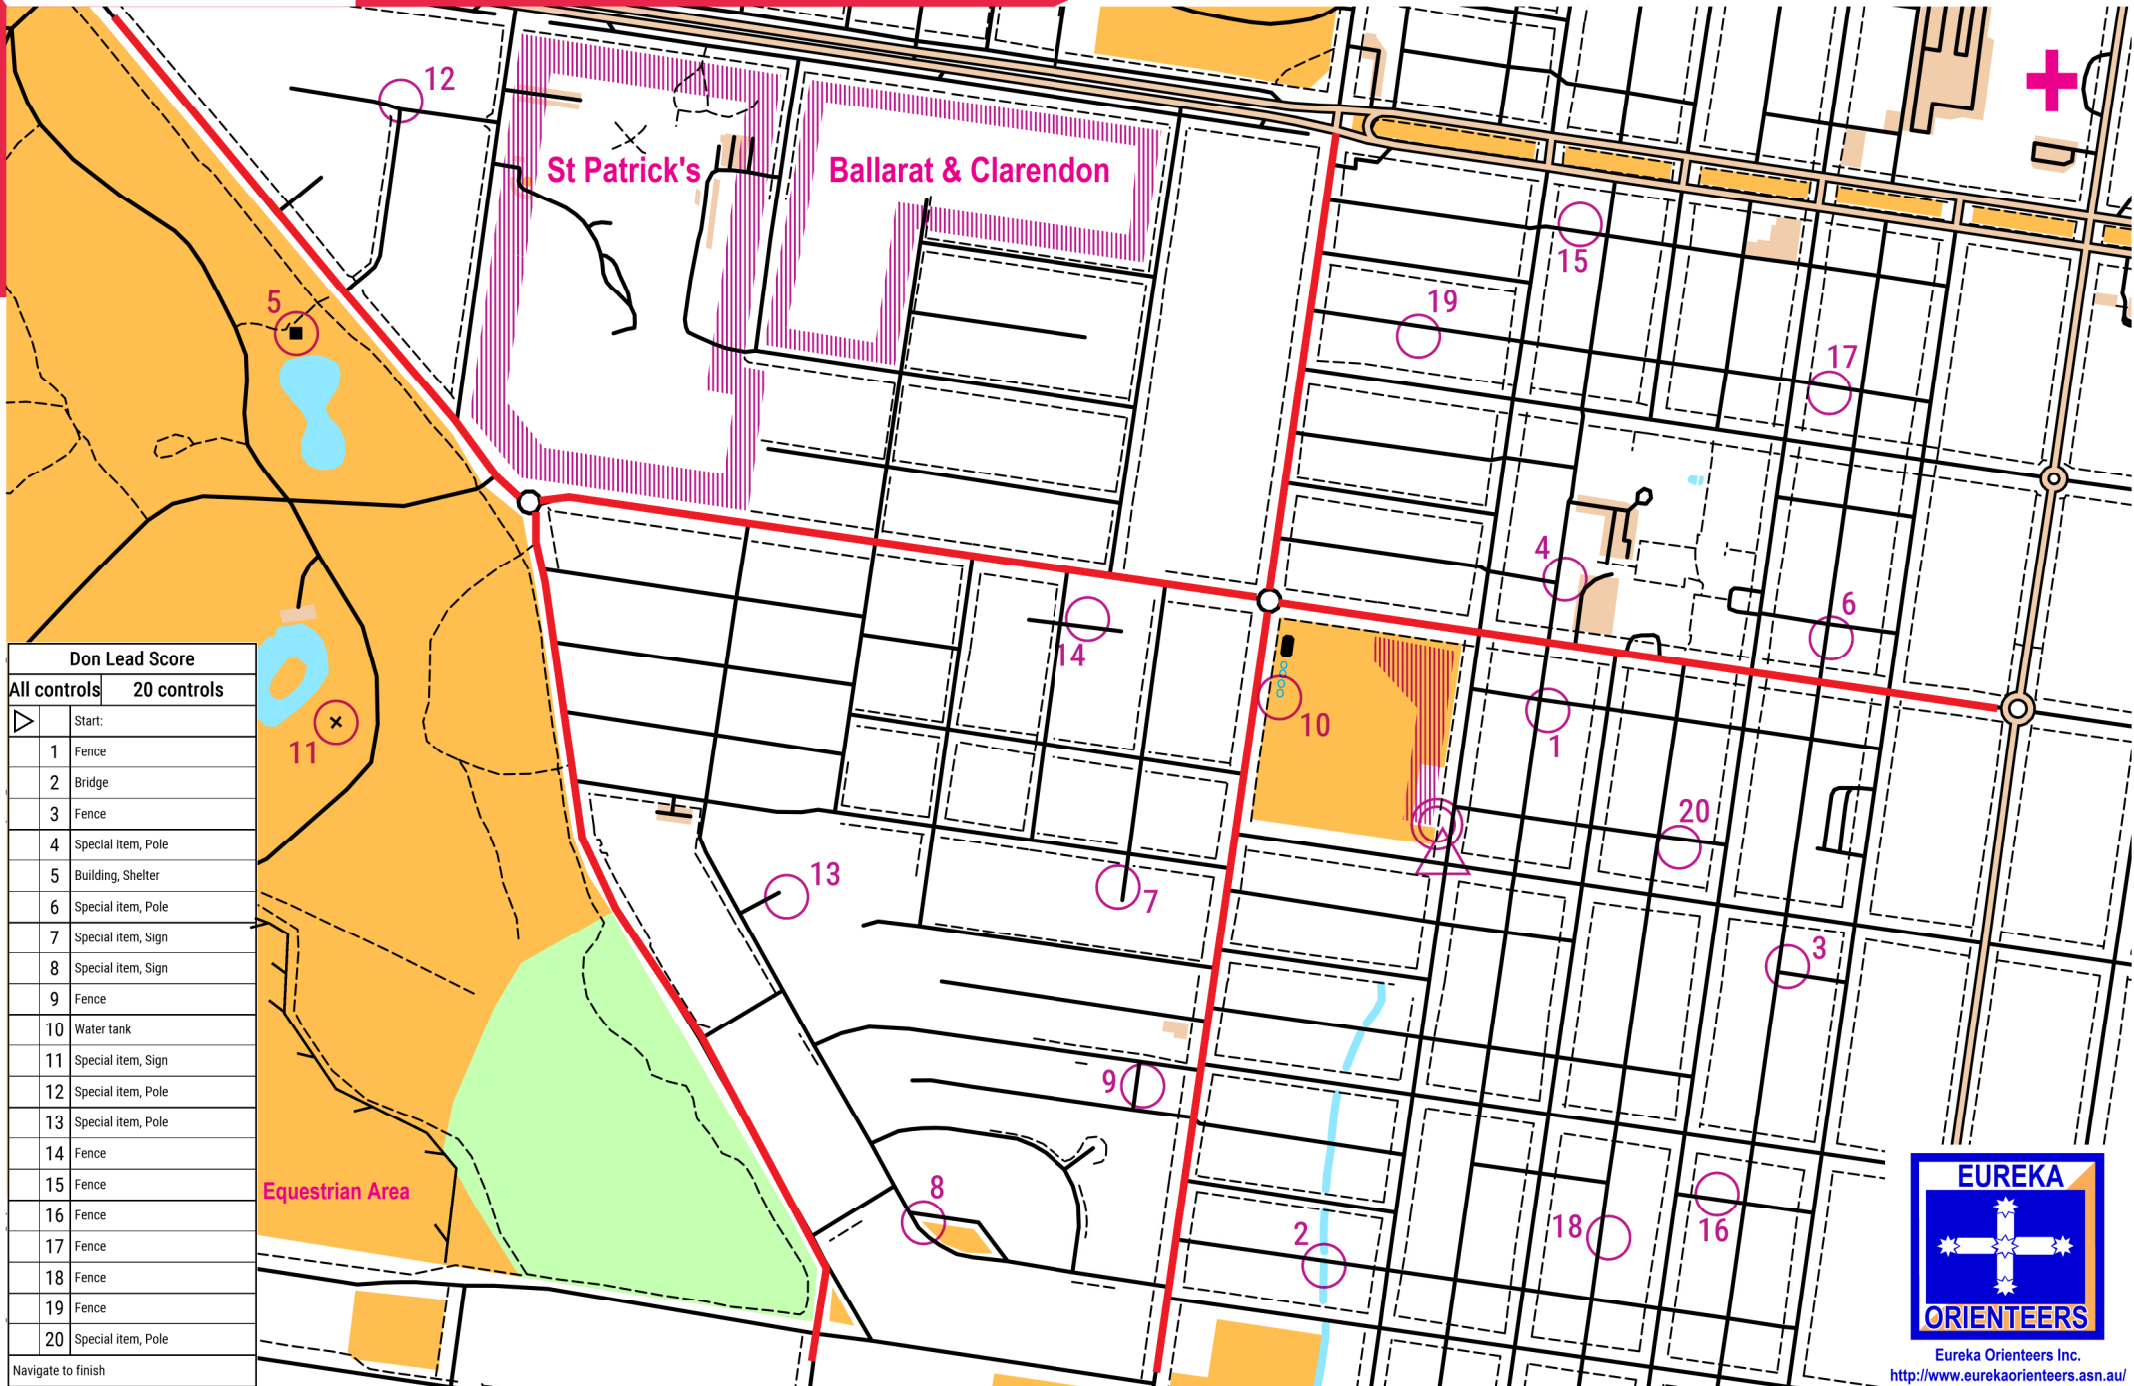 12
St Patrick's
Ballarat & Clarendon
15
5
19
17
4
6
14
10
1
11
20
13
7
3
9
8
2
18
16
Equestrian Area
Don Lead Score
All controls 20 controls
Start:
1 Fence
2 Bridge
3 Fence
4 Special Item, Pole
5 Building, Shelter
6 Special item, Pole
7 Special item, Sign
8 Special item, Sign
9 Fence
10 Water tank
11 Special item, Sign
12 Special item, Pole
13 Special item, Pole
14 Fence
15 Fence
16 Fence
17 Fence
18 Fence
19 Fence
20 Special item, Pole
Navigate to finish
EUREKA
ORIENTEERS
Eureka Orienteers Inc.
http://www.eurekaorienteers.asn.au/